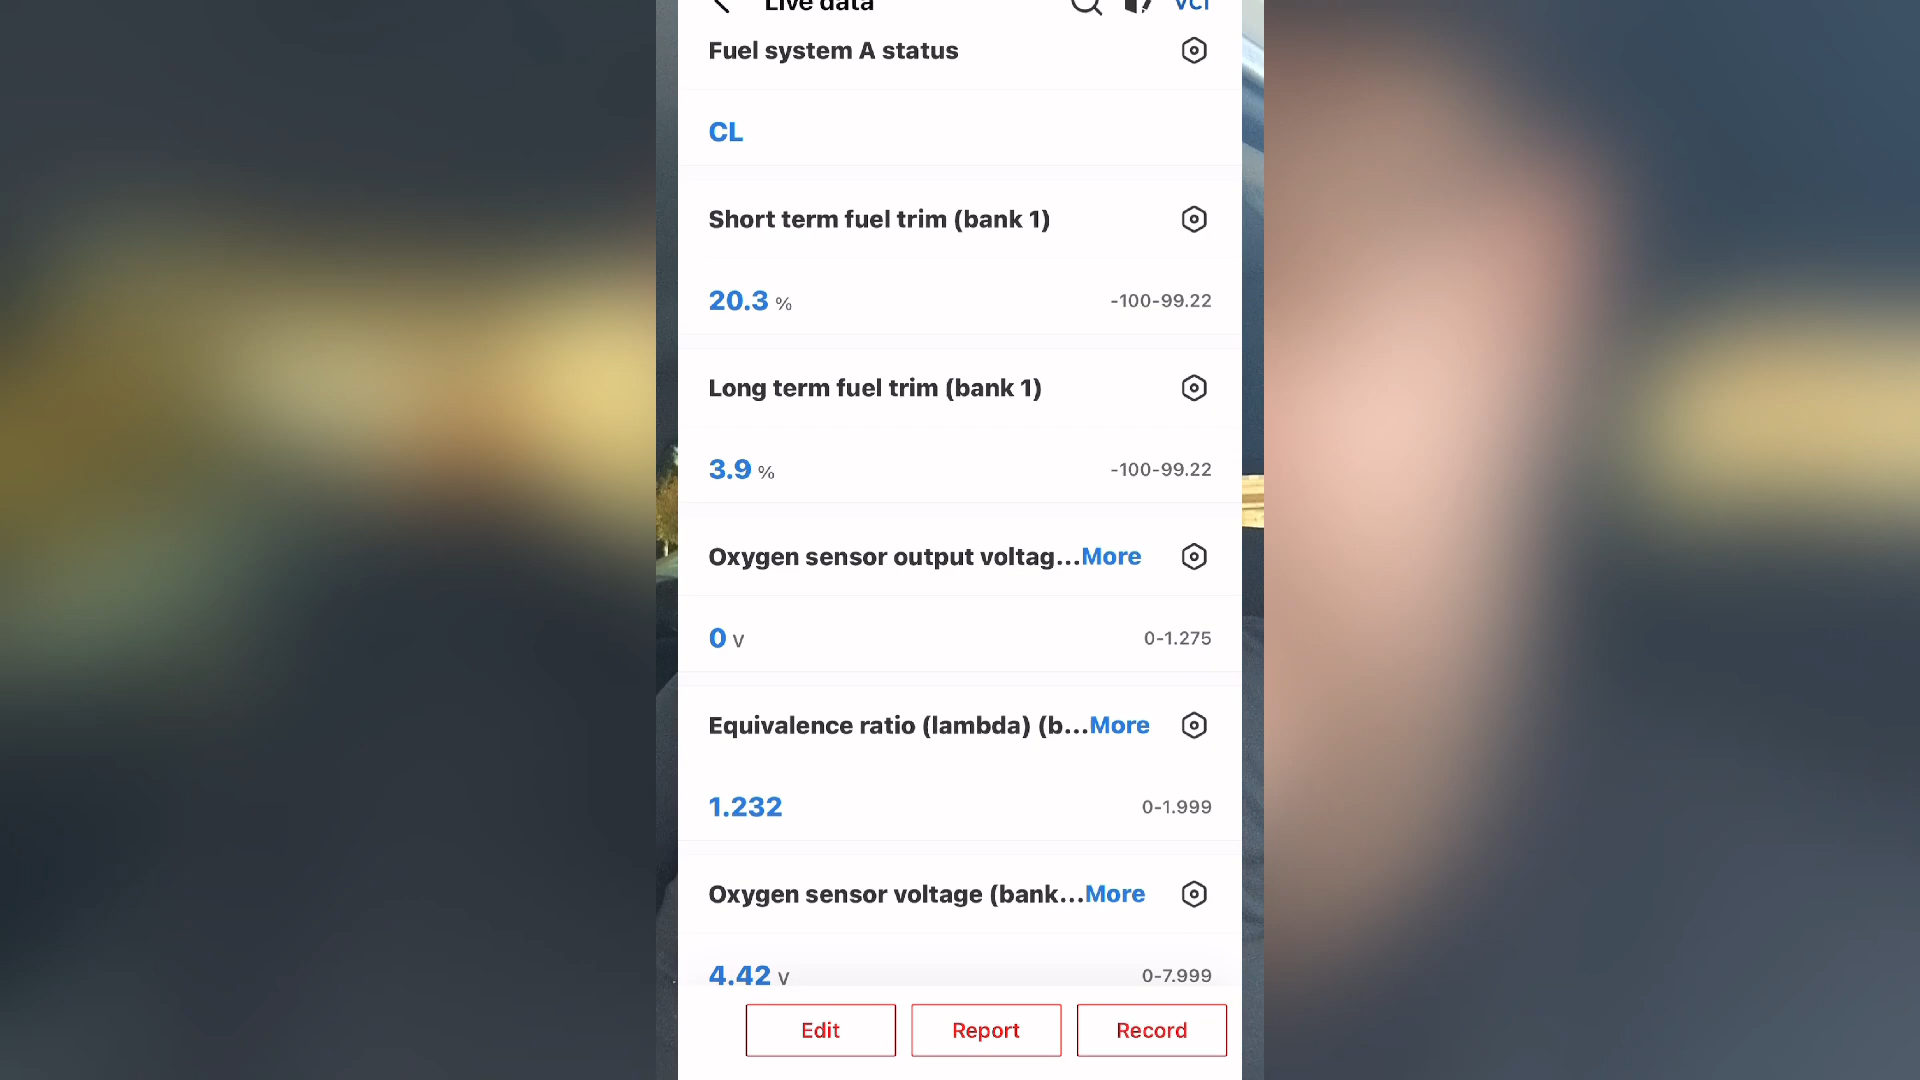 Live data VCI
Fuel system A status
CL
Short term fuel trim (bank 1)
20.3 % -100-99.22
Long term fuel trim (bank 1)
3.9 % -100-99.22
Oxygen sensor output voltag...More
0 V 0-1.275
Equivalence ratio (lambda) (b...More
1.232 0-1.999
Oxygen sensor voltage (bank...More
4.42 V 0-7.999
Edit Report Record